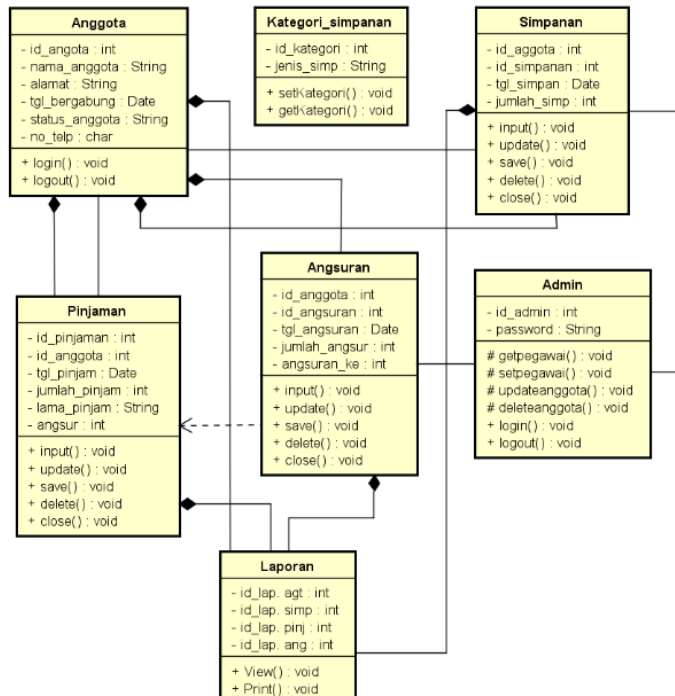 Anggota
- id_angota : int
- nama_anggota : String
- alamat : String
- tgl_bergabung : Date
- status_anggota : String
- no_telp : char
+ login() : void
+ logout() : void
Kategori_simpanan
- id_kategori : int
- jenis_simp : String
+ setKategori() : void
+ getKategori() : void
Simpanan
- id_aggota : int
- id_simpanan : int
- tgl_simpan : Date
- jumlah_simp : int
+ input() : void
+ update() : void
+ save() : void
+ delete() : void
+ close() : void
Pinjaman
- id_pinjaman : int
- id_anggota : int
- tgl_pinjam : Date
- jumlah_pinjam : int
- lama_pinjam : String
- angsur : int
+ input() : void
+ update() : void
+ save() : void
+ delete() : void
+ close() : void
Angsuran
- id_anggota : int
- id_angsuran : int
- tgl_angsuran : Date
- jumlah_angsur : int
- angsuran_ke : int
+ input() : void
+ update() : void
+ save() : void
+ delete() : void
+ close() : void
Admin
- id_admin : int
- password : String
# getpegawai() : void
# setpegawai() : void
# updateanggota() : void
# deleteanggota() : void
+ login() : void
+ logout() : void
Laporan
- id_lap. agt : int
- id_lap. simp : int
- id_lap. pinj : int
- id_lap. ang : int
+ View() : void
+ Print() : void